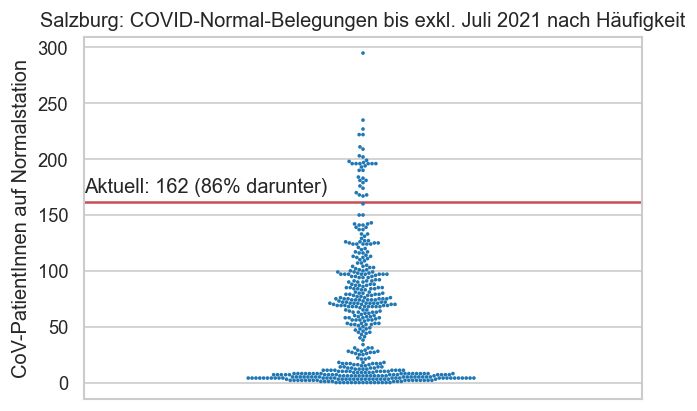 Salzburg: COVID-Normal-Belegungen bis exkl. Juli 2021 nach Häufigkeit
CoV-PatientInnen auf Normalstation
300
250
200
Aktuell: 162 (86% darunter)
150
100
50
0